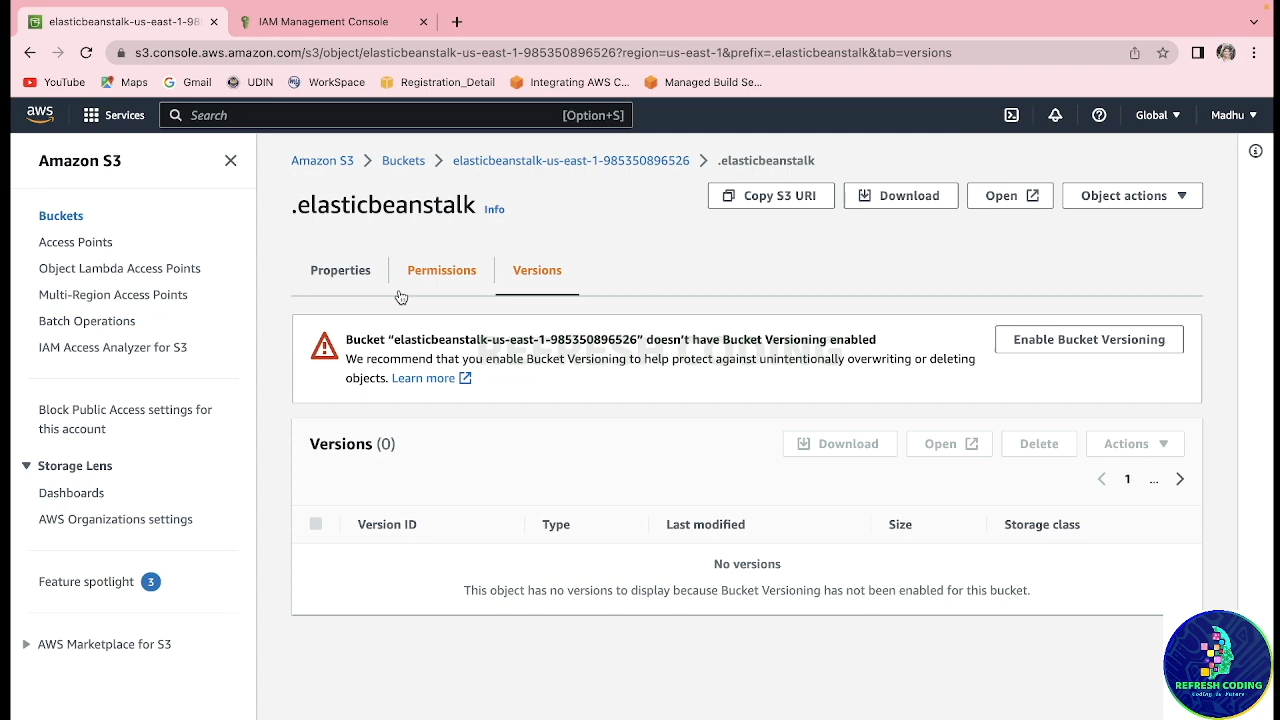 elasticbeanstalk-us-east-1-98
IAM Management Console
s3.console.aws.amazon.com/s3/object/elasticbeanstalk-us-east-1-985350896526?region=us-east-1&prefix=.elasticbeanstalk&tab=versions
YouTube
Maps
Gmail
UDIN
WorkSpace
Registration_Detail
Integrating AWS C...
Managed Build Se...
aws
Services
Search
[Option+S]
Global
Madhu
Amazon S3
Buckets
Access Points
Object Lambda Access Points
Multi-Region Access Points
Batch Operations
IAM Access Analyzer for S3
Block Public Access settings for
this account
Storage Lens
Dashboards
AWS Organizations settings
Feature spotlight 3
AWS Marketplace for S3
Amazon S3 > Buckets > elasticbeanstalk-us-east-1-985350896526 > .elasticbeanstalk
.elasticbeanstalk Info
Copy S3 URI
Download
Open
Object actions
Properties
Permissions
Versions
Bucket “elasticbeanstalk-us-east-1-985350896526” doesn’t have Bucket Versioning enabled
We recommend that you enable Bucket Versioning to help protect against unintentionally overwriting or deleting
objects. Learn more
Enable Bucket Versioning
REFRESH CODING
Versions (0)
Download
Open
Delete
Actions
1 ...
Version ID
Type
Last modified
Size
Storage class
No versions
This object has no versions to display because Bucket Versioning has not been enabled for this bucket.
REFRESH CODING
Coding is Future